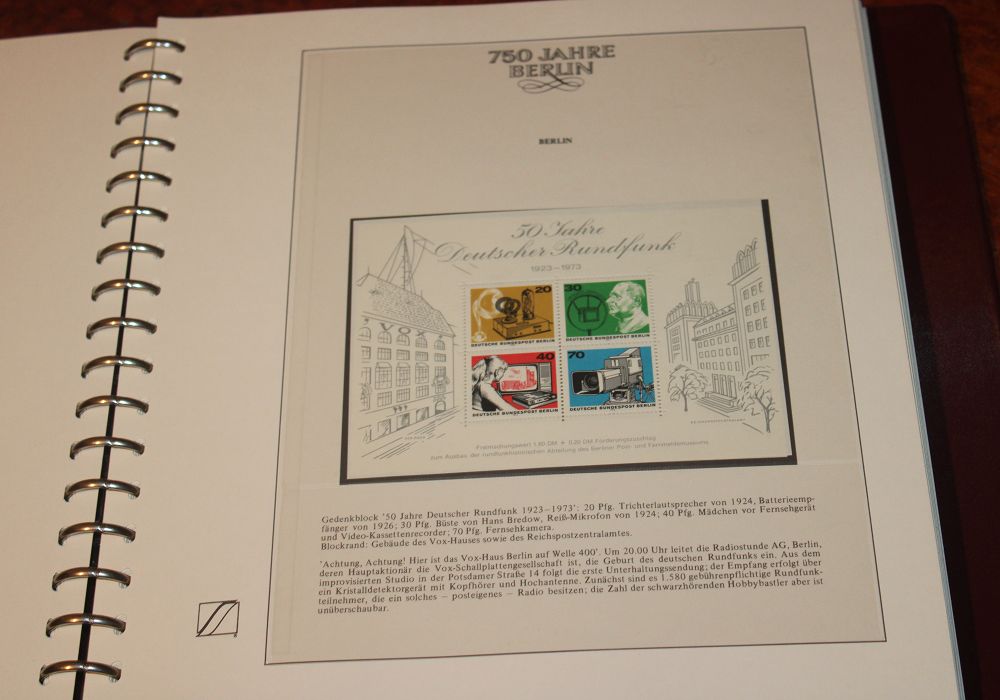 750 JAHRE
BERLIN
BERLIN
50 Jahre
Deutscher Rundfunk
1923-1973
VOX
20
DEUTSCHE BUNDESPOST BERLIN
30
DEUTSCHE BUNDESPOST BERLIN
40
DEUTSCHE BUNDESPOST BERLIN
70
DEUTSCHE BUNDESPOST BERLIN
VOX-HAUS
REICHSPOSTZENTRALAMT
Freimachungswert 1,60 DM + 0,20 DM Förderungszuschlag
zum Ausbau der rundfunkhistorischen Abteilung des Berliner Post- und Fernmeldemuseums
Gedenkblock '50 Jahre Deutscher Rundfunk 1923-1973': 20 Pfg. Trichterlautsprecher von 1924, Batterieemp-
fänger von 1926; 30 Pfg. Büste von Hans Bredow, Reiß-Mikrofon von 1924; 40 Pfg. Mädchen vor Fernsehgerät
und Video-Kassettenrecorder; 70 Pfg. Fernsehkamera.
Blockrand: Gebäude des Vox-Hauses sowie des Reichspostzentralamtes.
'Achtung, Achtung! Hier ist das Vox-Haus Berlin auf Welle 400'. Um 20.00 Uhr leitet die Radiostunde AG, Berlin,
deren Hauptaktionär die Vox-Schallplattengesellschaft ist, die Geburt des deutschen Rundfunks ein. Aus dem
improvisierten Studio in der Potsdamer Straße 14 folgt die erste Unterhaltungssendung; der Empfang erfolgt über
ein Kristalldetektorgerät mit Kopfhörer und Hochantenne. Zunächst sind es 1.580 gebührenpflichtige Rundfunk-
teilnehmer, die ein solches – posteigenes – Radio besitzen; die Zahl der schwarzhörenden Hobbybastler aber ist
unüberschaubar.